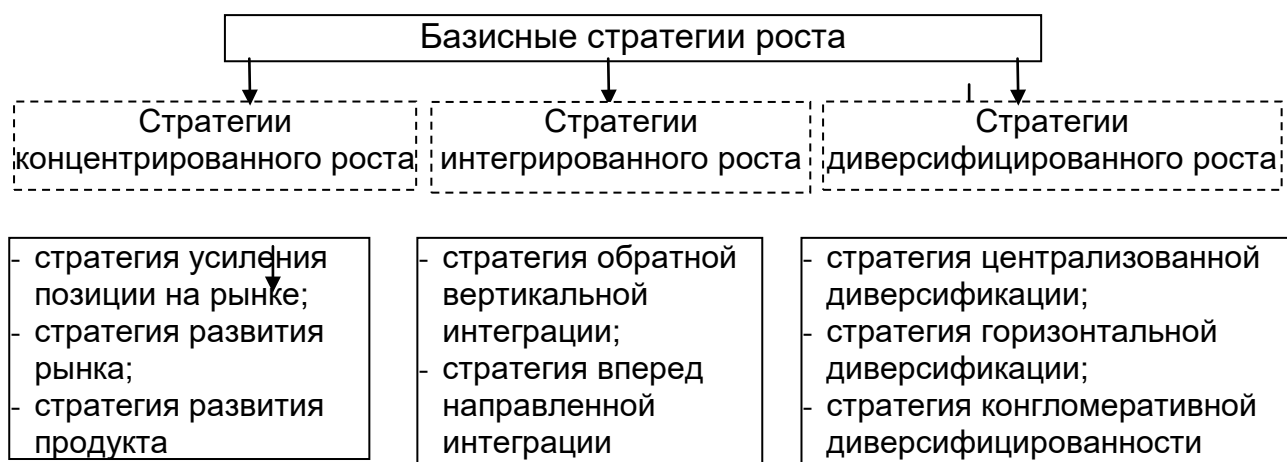 Базисные стратегии роста
Стратегии
концентрированного роста
Стратегии
интегрированного роста
Стратегии
диверсифицированного роста
- стратегия усиления
позиции на рынке;
- стратегия развития
рынка;
- стратегия развития
продукта
- стратегия обратной
вертикальной
интеграции;
- стратегия вперед
направленной
интеграции
- стратегия централизованной
диверсификации;
- стратегия горизонтальной
диверсификации;
- стратегия конгломеративной
диверсифицированности